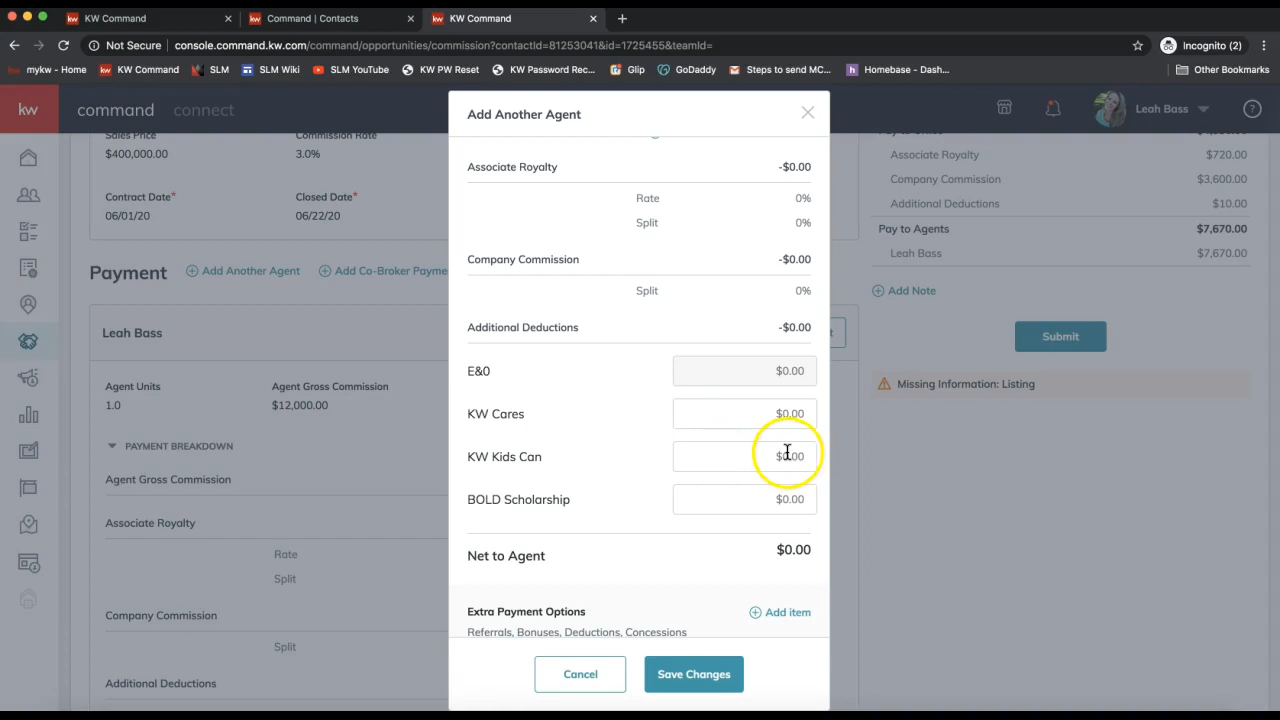 KW Command
Command | Contacts
KW Command
Not Secure
console.command.kw.com/command/opportunities/commission?contactId=81253041&id=1725455&teamId=
Incognito (2)
mykw - Home
KW Command
SLM
SLM Wiki
SLM YouTube
KW PW Reset
KW Password Rec...
Glip
GoDaddy
Steps to send MC...
Homebase - Dash...
Other Bookmarks
kw
command
connect
Leah Bass
Sales Price
Commission Rate
$400,000.00
3.0%
Contract Date*
Closed Date*
06/01/20
06/22/20
Payment
Add Another Agent
Add Co-Broker Payme
Leah Bass
Agent Units
Agent Gross Commission
1.0
$12,000.00
PAYMENT BREAKDOWN
Agent Gross Commission
Associate Royalty
Rate
Split
Company Commission
Split
Additional Deductions
Add Another Agent
Associate Royalty
-$0.00
Rate
0%
Split
0%
Company Commission
-$0.00
Split
0%
Additional Deductions
-$0.00
E&0
$0.00
KW Cares
$0.00
KW Kids Can
$0.00
BOLD Scholarship
$0.00
Net to Agent
$0.00
Extra Payment Options
Add item
Referrals, Bonuses, Deductions, Concessions
Cancel
Save Changes
Associate Royalty
$720.00
Company Commission
$3,600.00
Additional Deductions
$10.00
Pay to Agents
$7,670.00
Leah Bass
$7,670.00
Add Note
Submit
Missing Information: Listing